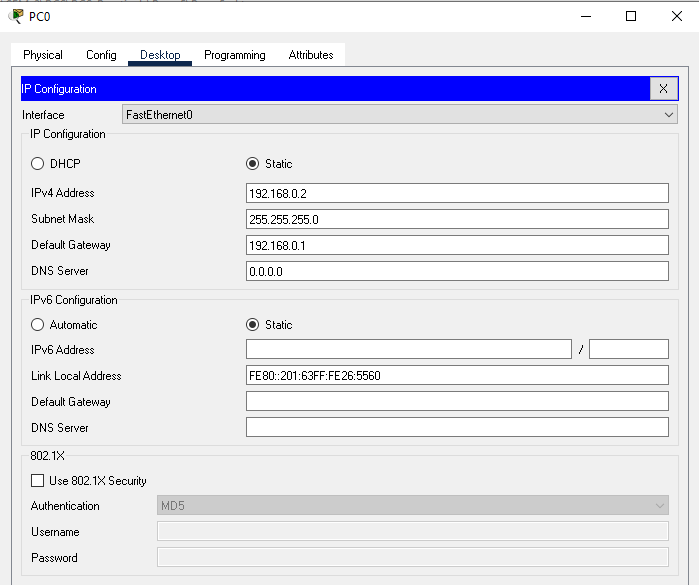 PC0
Physical Config Desktop Programming Attributes
IP Configuration X
Interface FastEthernet0
IP Configuration
DHCP Static
IPv4 Address 192.168.0.2
Subnet Mask 255.255.255.0
Default Gateway 192.168.0.1
DNS Server 0.0.0.0
IPv6 Configuration
Automatic Static
IPv6 Address /
Link Local Address FE80::201:63FF:FE26:5560
Default Gateway
DNS Server
802.1X
Use 802.1X Security
Authentication MD5
Username
Password